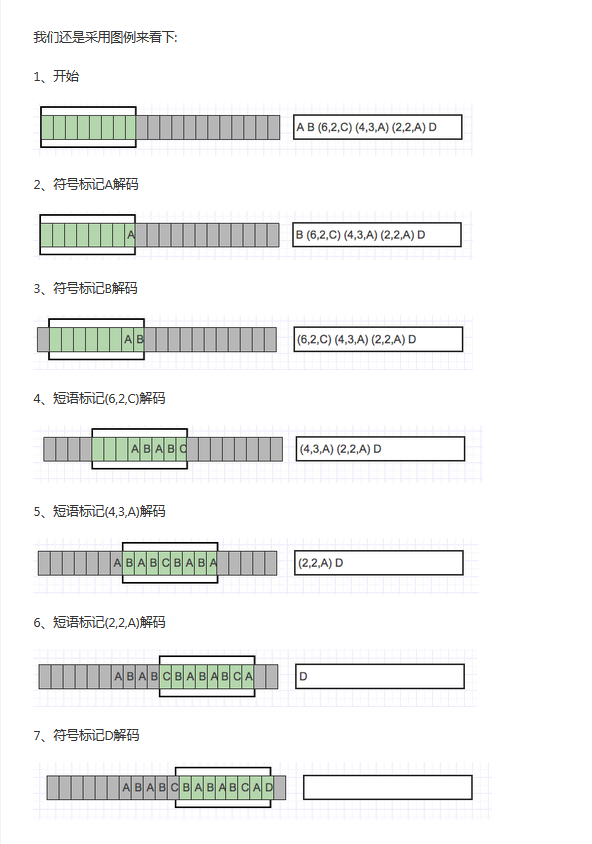 我们还是采用图例来看下:
1、开始
A B (6,2,C) (4,3,A) (2,2,A) D
2、符号标记A解码
A
B (6,2,C) (4,3,A) (2,2,A) D
3、符号标记B解码
A B
(6,2,C) (4,3,A) (2,2,A) D
4、短语标记(6,2,C)解码
A B A B C
(4,3,A) (2,2,A) D
5、短语标记(4,3,A)解码
A B A B C B A B A
(2,2,A) D
6、短语标记(2,2,A)解码
A B A B C B A B A B C A
D
7、符号标记D解码
A B A B C B A B A B C A D